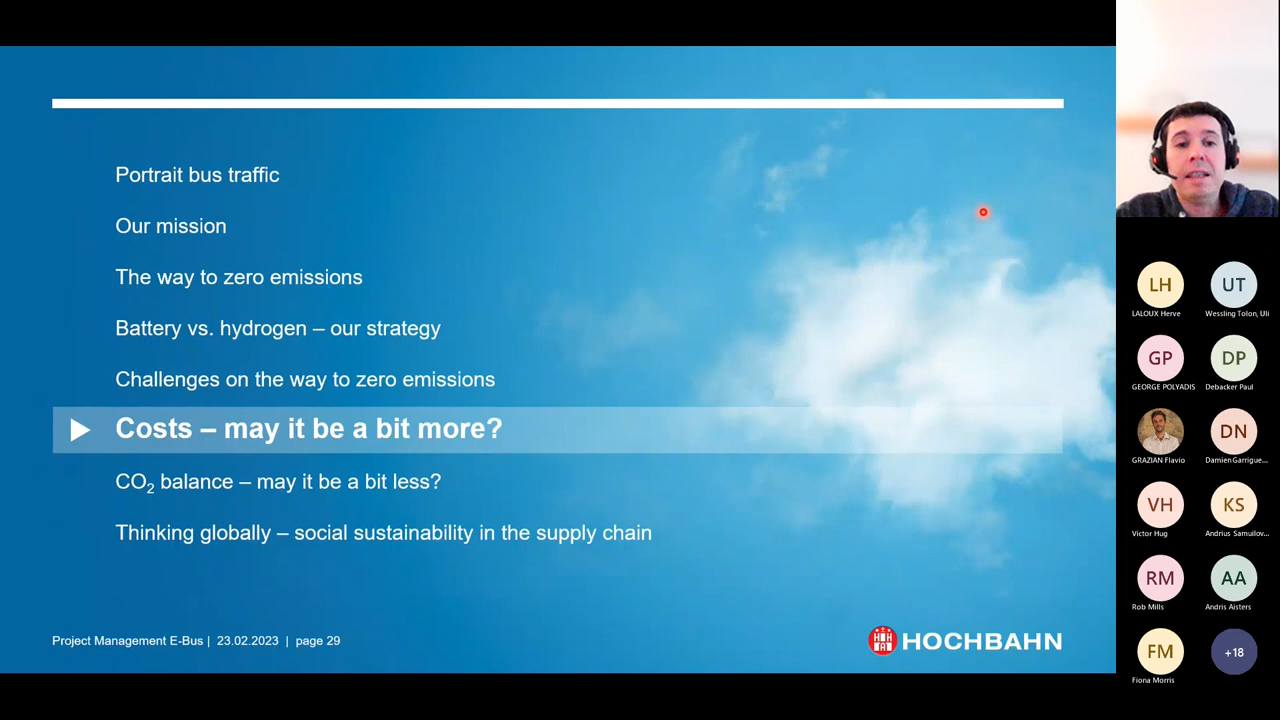 Portrait bus traffic
Our mission
The way to zero emissions
Battery vs. hydrogen – our strategy
Challenges on the way to zero emissions
Costs – may it be a bit more?
CO₂ balance – may it be a bit less?
Thinking globally – social sustainability in the supply chain
Project Management E-Bus | 23.02.2023 | page 29
HHA HOCHBAHN
LH
LALOUX Herve
UT
Wessling Tolon, Uli
GP
GEORGE POLYADIS
DP
Debacker Paul
GRAZIAN Flavio
DN
DamienGarrigue...
VH
Victor Hug
KS
Andrius Samuilov...
RM
Rob Mills
AA
Andris Aisters
FM
Fiona Morris
+18